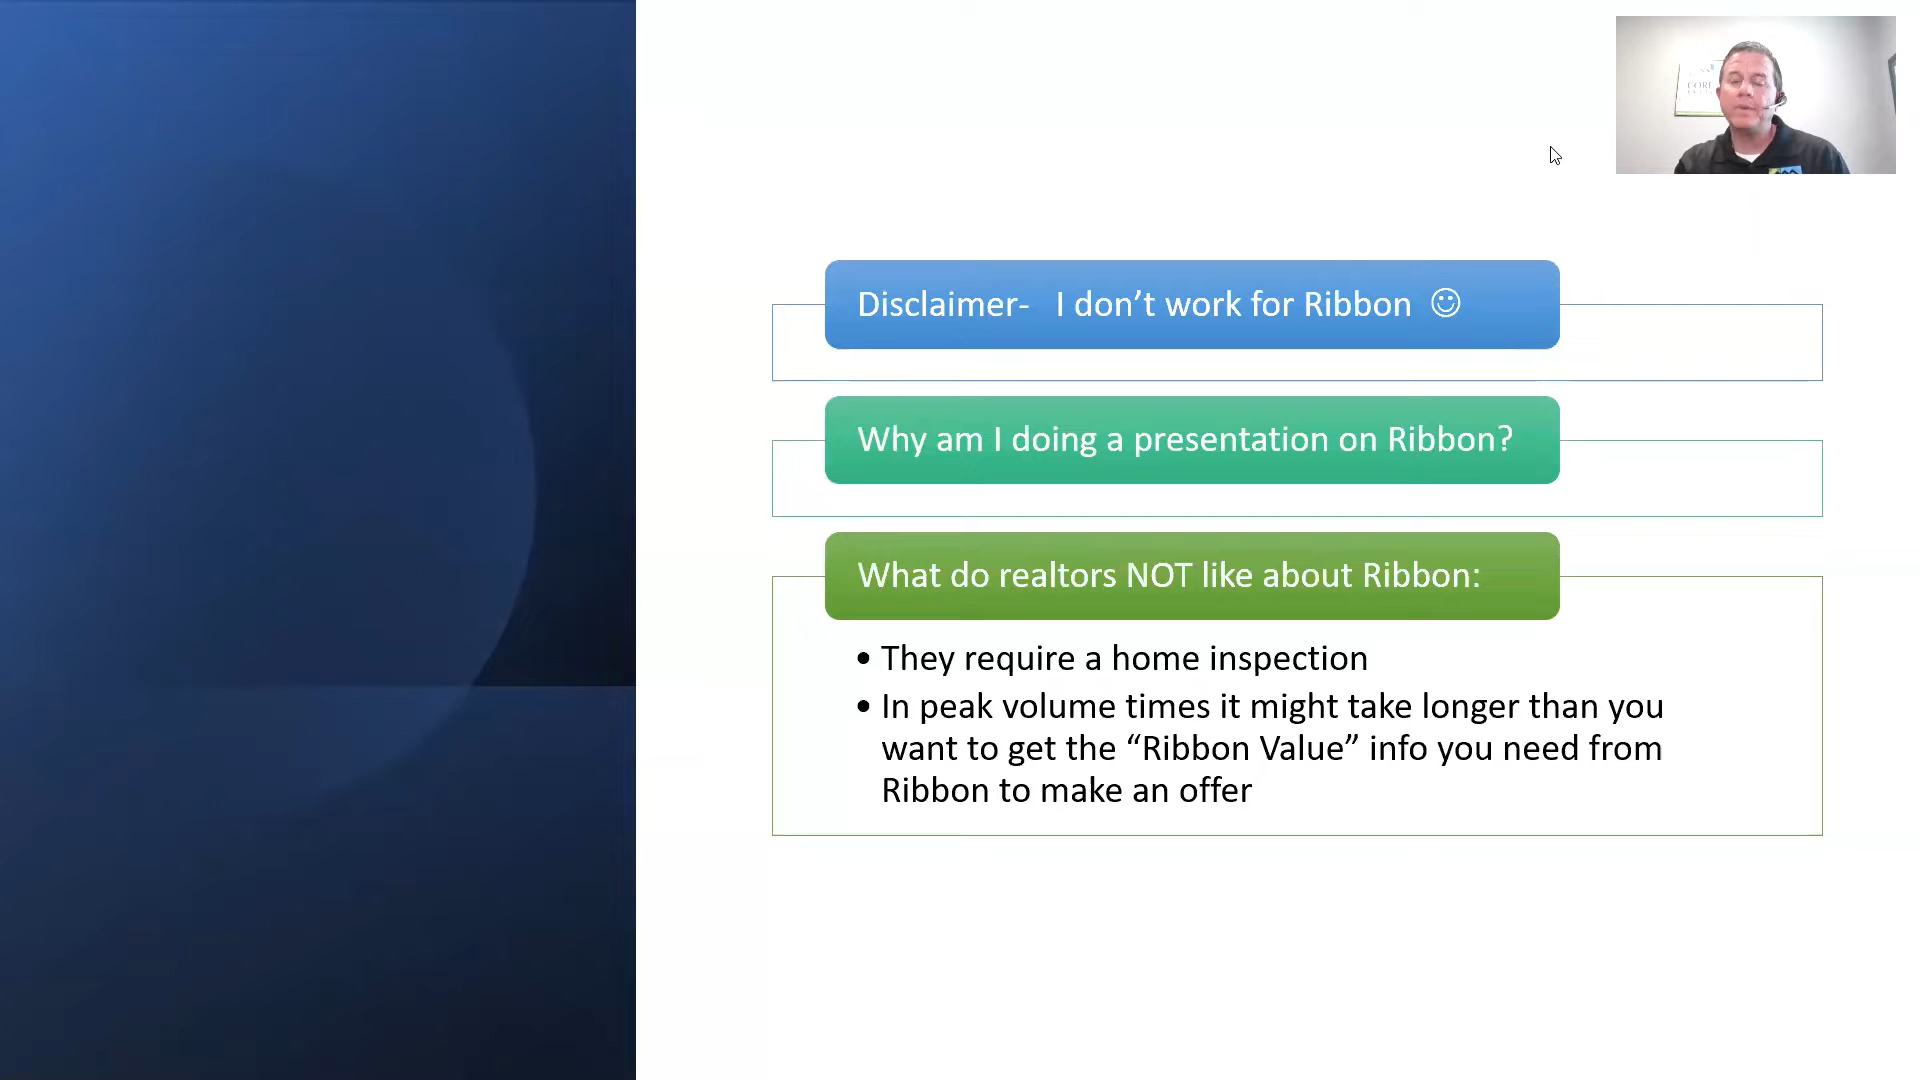 Disclaimer- I don’t work for Ribbon ☺
Why am I doing a presentation on Ribbon?
What do realtors NOT like about Ribbon:
• They require a home inspection
• In peak volume times it might take longer than you
want to get the “Ribbon Value” info you need from
Ribbon to make an offer